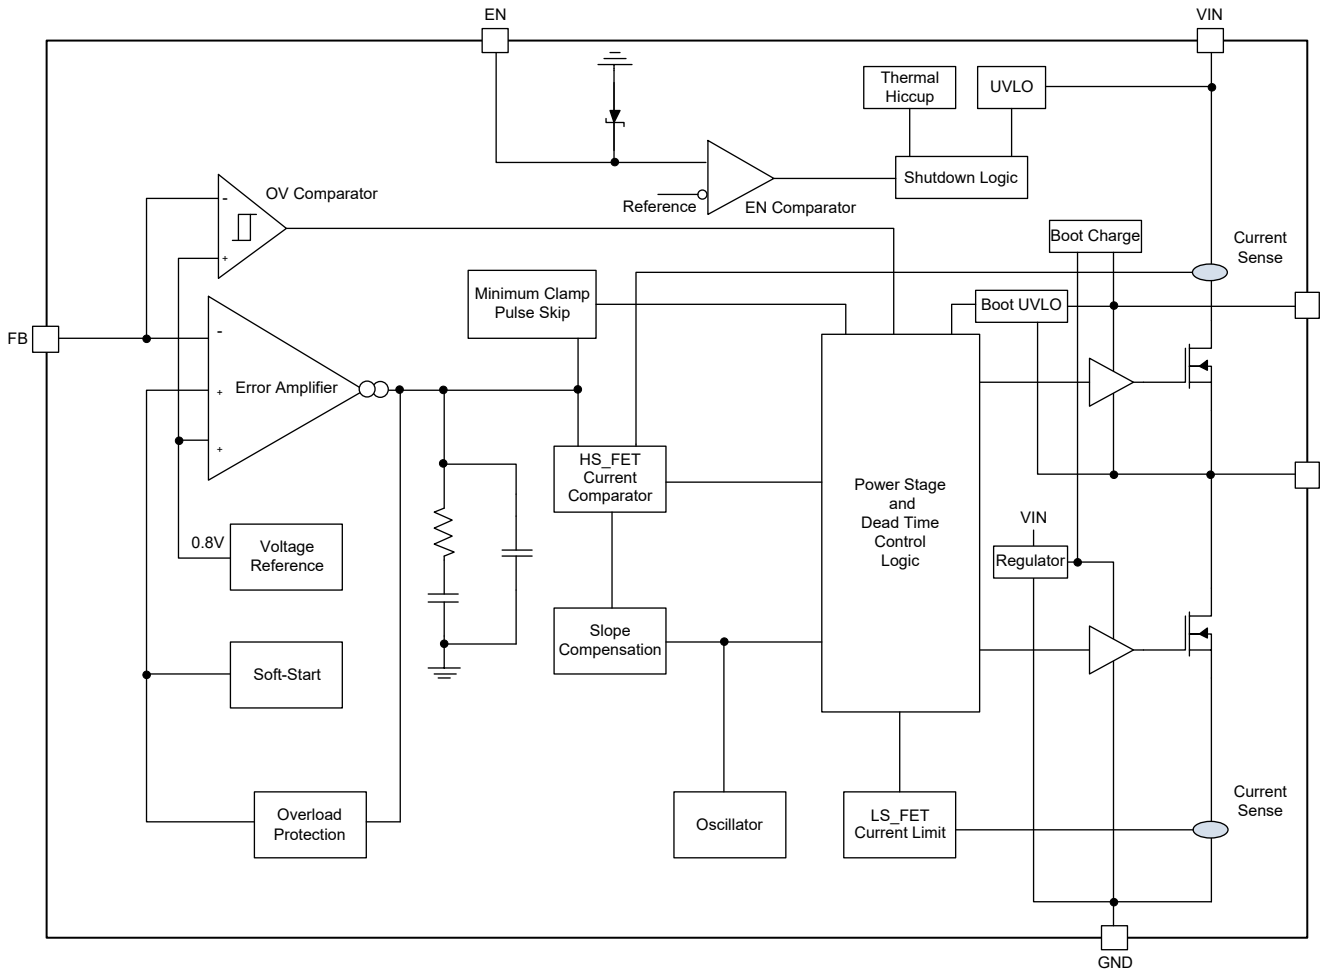 EN
VIN
Thermal
Hiccup
UVLO
Shutdown Logic
Reference
EN Comparator
OV Comparator
-
+
Boot Charge
Current
Sense
Minimum Clamp
Pulse Skip
Boot UVLO
FB
-
Error Amplifier
+
+
HS_FET
Current
Comparator
Power Stage
and
Dead Time
Control
Logic
VIN
Regulator
0.8V
Voltage
Reference
Slope
Compensation
Soft-Start
Current
Sense
Overload
Protection
Oscillator
LS_FET
Current Limit
GND